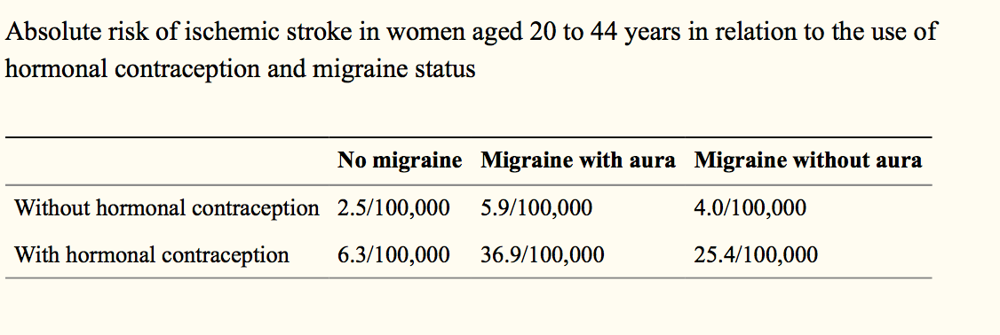 Absolute risk of ischemic stroke in women aged 20 to 44 years in relation to the use of
hormonal contraception and migraine status
No migraine Migraine with aura Migraine without aura
Without hormonal contraception 2.5/100,000 5.9/100,000 4.0/100,000
With hormonal contraception 6.3/100,000 36.9/100,000 25.4/100,000